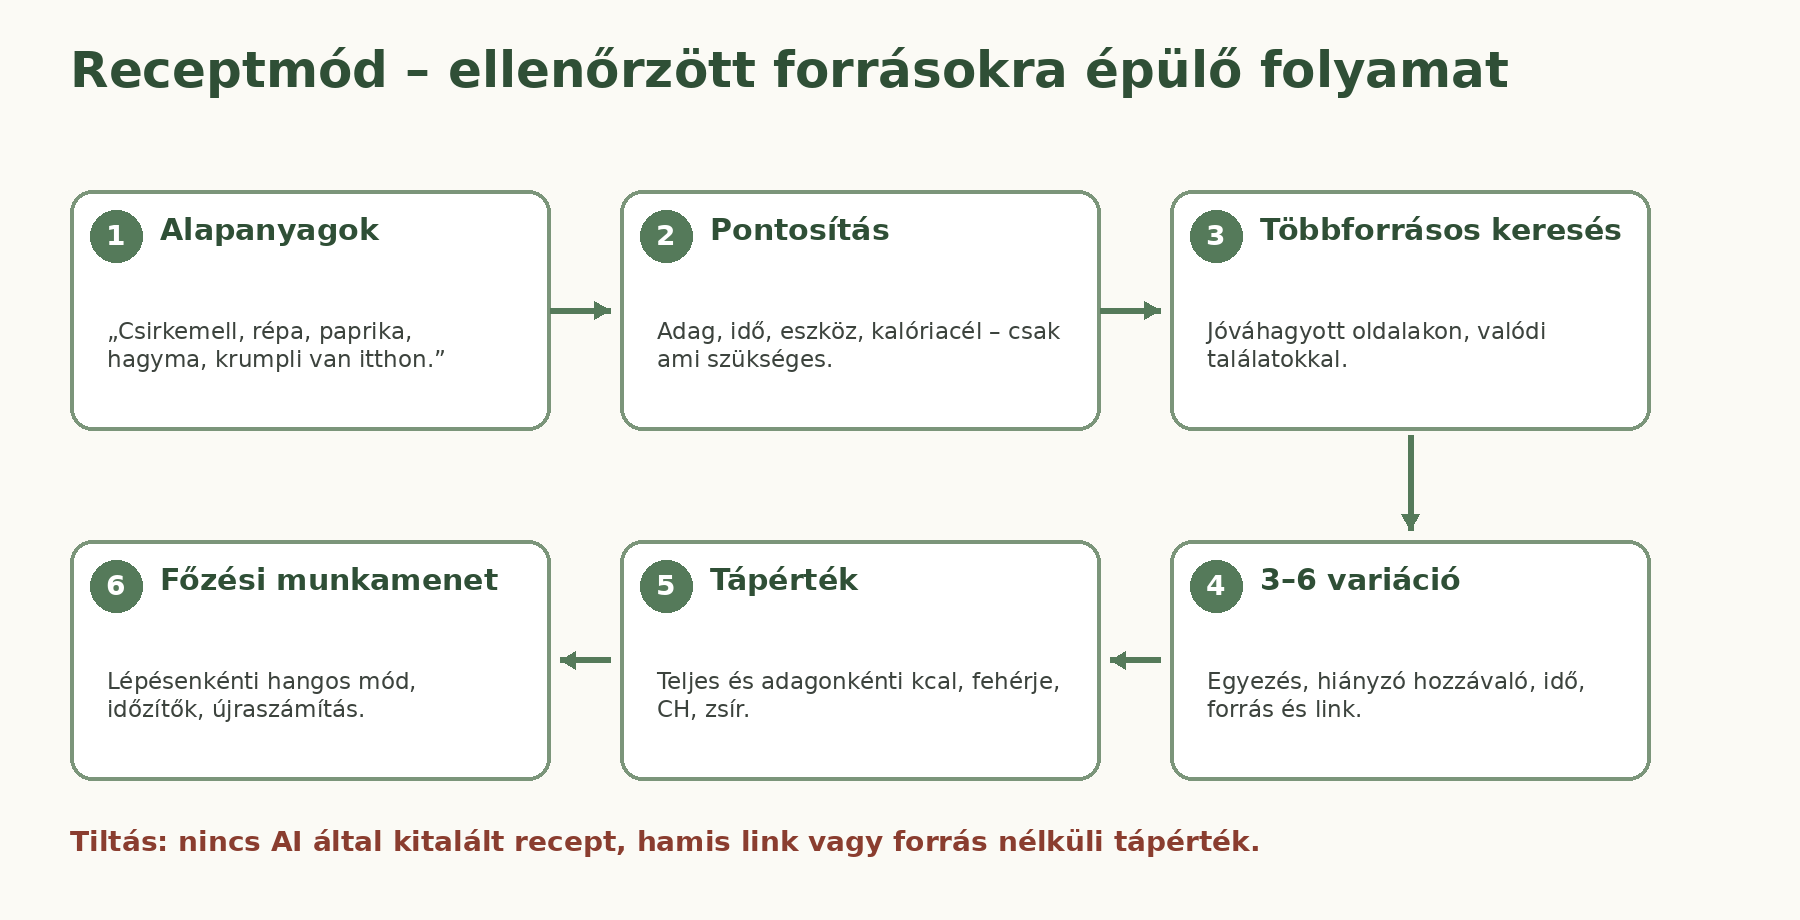 Receptmód – ellenőrzött forrásokra épülő folyamat
1 Alapanyagok
„Csirkemell, répa, paprika,
hagyma, krumpli van itthon.”
2 Pontosítás
Adag, idő, eszköz, kalóriacél – csak
ami szükséges.
3 Többforrásos keresés
Jóváhagyott oldalakon, valódi
találatokkal.
4 3–6 variáció
Egyezés, hiányzó hozzávaló, idő,
forrás és link.
5 Tápérték
Teljes és adagonkénti kcal, fehérje,
CH, zsír.
6 Főzési munkamenet
Lépésenkénti hangos mód,
időzítők, újraszámítás.
Tiltás: nincs AI által kitalált recept, hamis link vagy forrás nélküli tápérték.